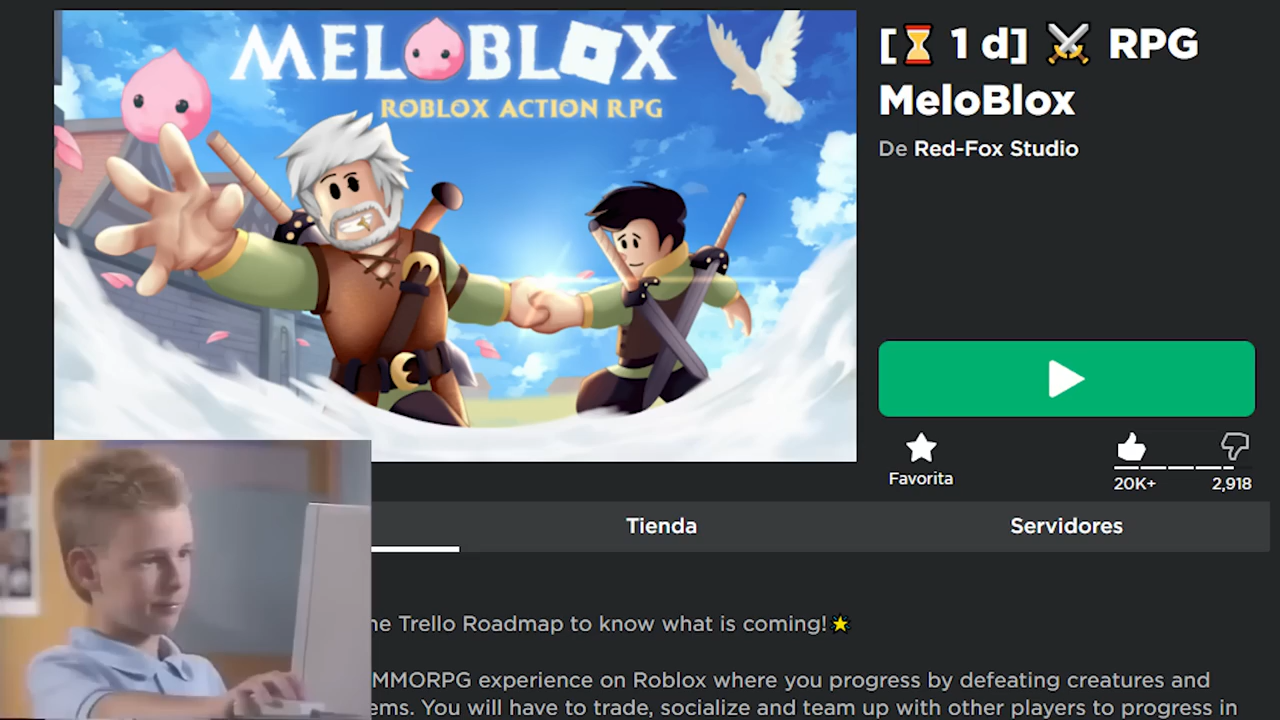 MELOBLOX
ROBLOX ACTION RPG
[⏳ 1 d] ⚔️ RPG
MeloBlox
De Red-Fox Studio
Favorita
20K+
2,918
Tienda
Servidores
Trello Roadmap to know what is coming!⭐
MMORPG experience on Roblox where you progress by defeating creatures and
You will have to trade, socialize and team up with other players to progress in